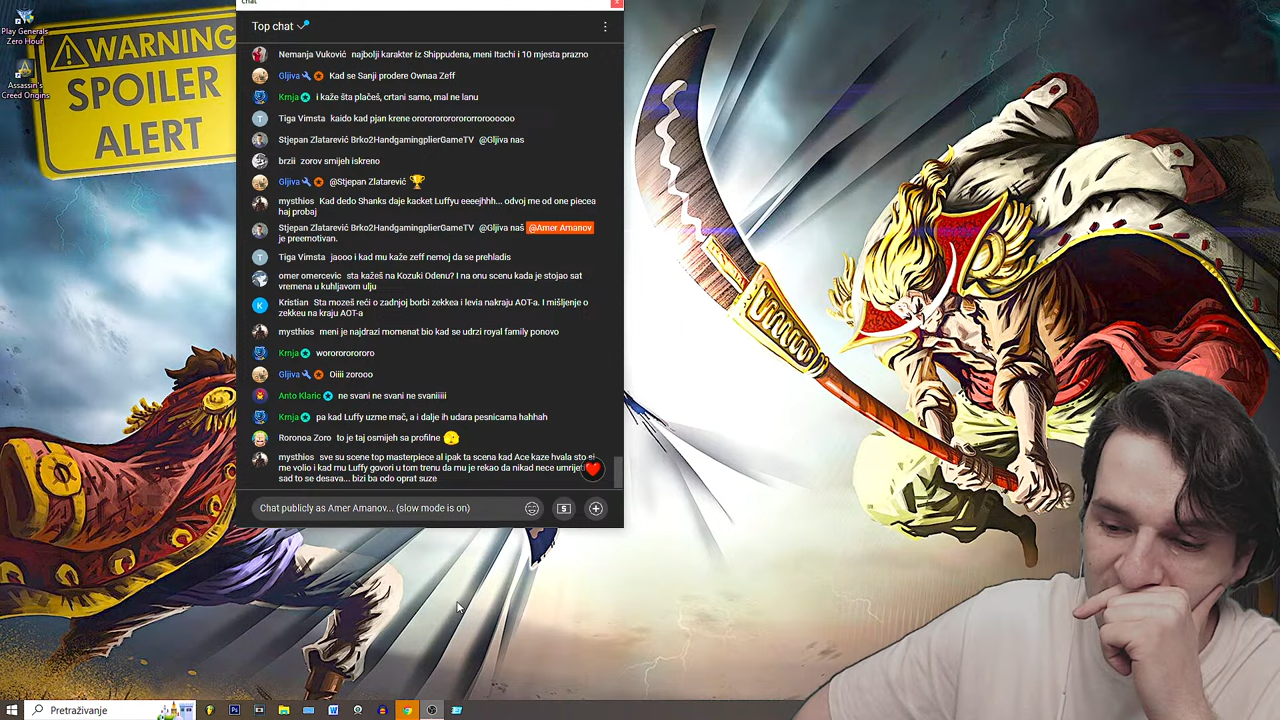 Play Generals
Zero Hour
Assassin's
Creed Origins
WARNING
SPOILER
ALERT
Chat
Top chat
Nemanja Vuković najbolji karakter iz Shippudena, meni Itachi i 10 mjesta prazno
Gljiva Kad se Sanji prodere Ownaa Zeff
Krnja i kaže šta plačeš, crtani samo, mal ne lanu
T Tiga Vimsta kaido kad pjan krene orororororororrorooooo
Stjepan Zlatarević Brko2HandgamingplierGameTV @Gljiva nas
brzii zorov smijeh iskreno
Gljiva @Stjepan Zlatarević
mysthios Kad dedo Shanks daje kacket Luffyu eeeejhhh... odvoj me od one piecea
haj probaj
Stjepan Zlatarević Brko2HandgamingplierGameTV @Gljiva naš @Amer Amanov
je preemotivan.
T Tiga Vimsta jaooo i kad mu kaže zeff nemoj da se prehladis
omer omercevic sta kažeš na Kozuki Odenu? I na onu scenu kada je stojao sat
vremena u kuhljavom ulju
K Kristian Sta mozeš reči o zadnjoj borbi zekkea i levia nakraju AOT-a. I mišljenje o
zekkeu na kraju AOT-a
mysthios meni je najdrazi momenat bio kad se udrzi royal family ponovo
Krnja wororororororo
Gljiva Oiiii zorooo
Anto Klaric ne svani ne svani ne svaniiiii
Krnja pa kad Luffy uzme mač, a i dalje ih udara pesnicama hahhah
Roronoa Zoro to je taj osmijeh sa profilne
mysthios sve su scene top masterpiece al ipak ta scena kad Ace kaze hvala sto si
me volio i kad mu Luffy govori u tom trenu da mu je rekao da nikad nece umrijeti
sad to se desava... bizi ba odo oprat suze
Chat publicly as Amer Amanov... (slow mode is on)
Pretraživanje